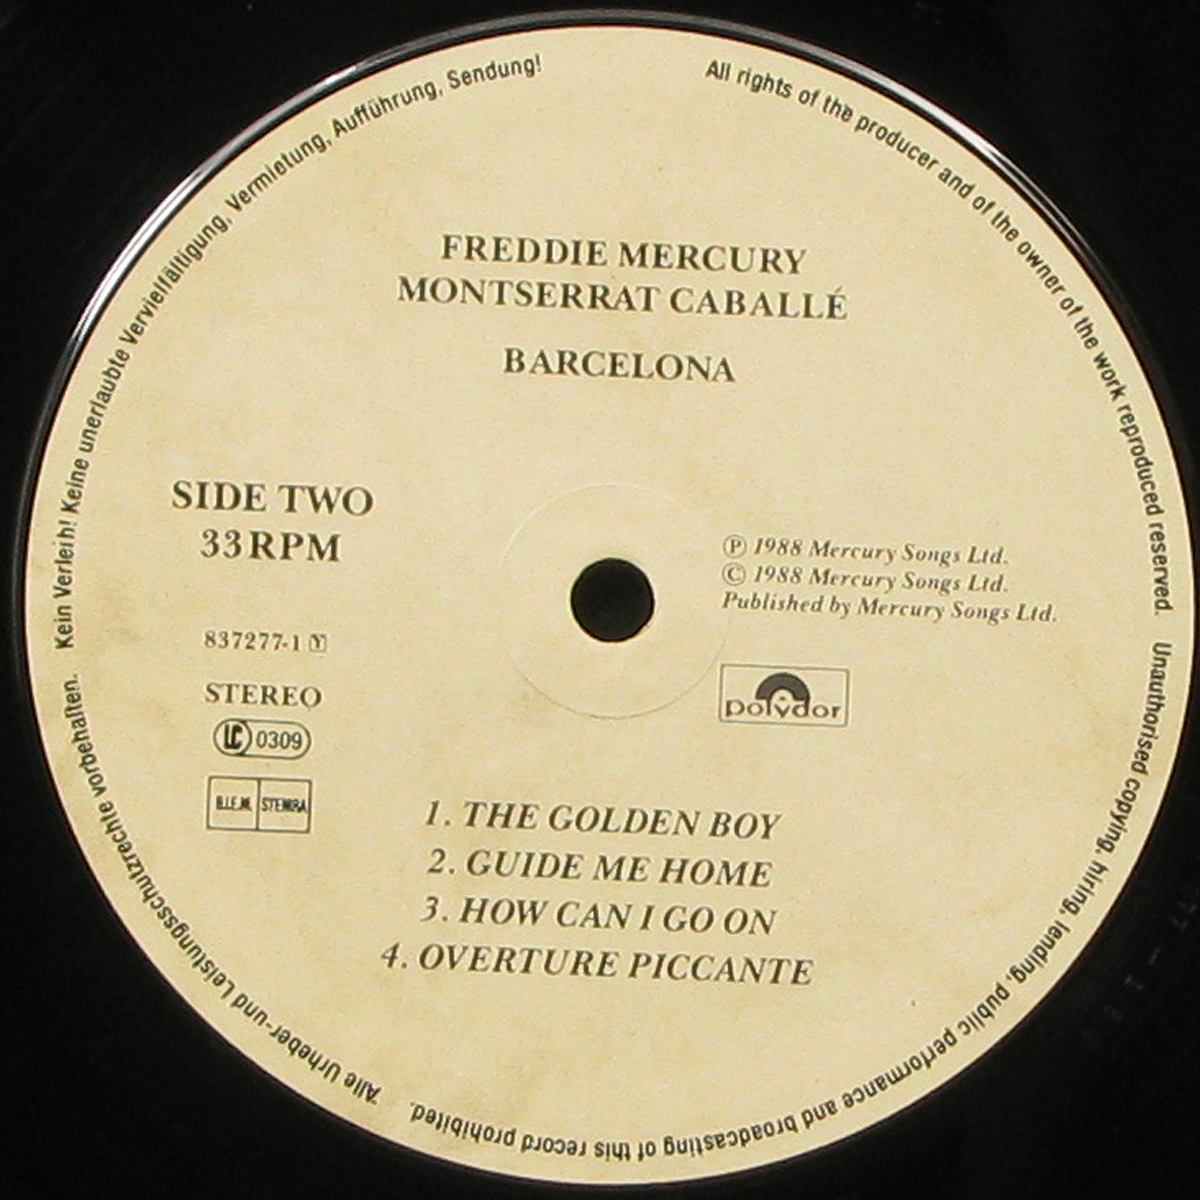 FREDDIE MERCURY
MONTSERRAT CABALLÉ
BARCELONA
SIDE TWO
33 RPM
837277-1 Y
STEREO
LC 0309
B.I.E.M. STEMRA
Ⓟ 1988 Mercury Songs Ltd.
© 1988 Mercury Songs Ltd.
Published by Mercury Songs Ltd.
polydor
1. THE GOLDEN BOY
2. GUIDE ME HOME
3. HOW CAN I GO ON
4. OVERTURE PICCANTE
All rights of the producer and of the owner of the work reproduced reserved. Unauthorised copying, hiring, lending, public performance and broadcasting of this record prohibited.
Alle Urheber-und Leistungsschutzrechte vorbehalten. Kein Verleih! Keine unerlaubte Vervielfältigung, Vermietung, Aufführung, Sendung!